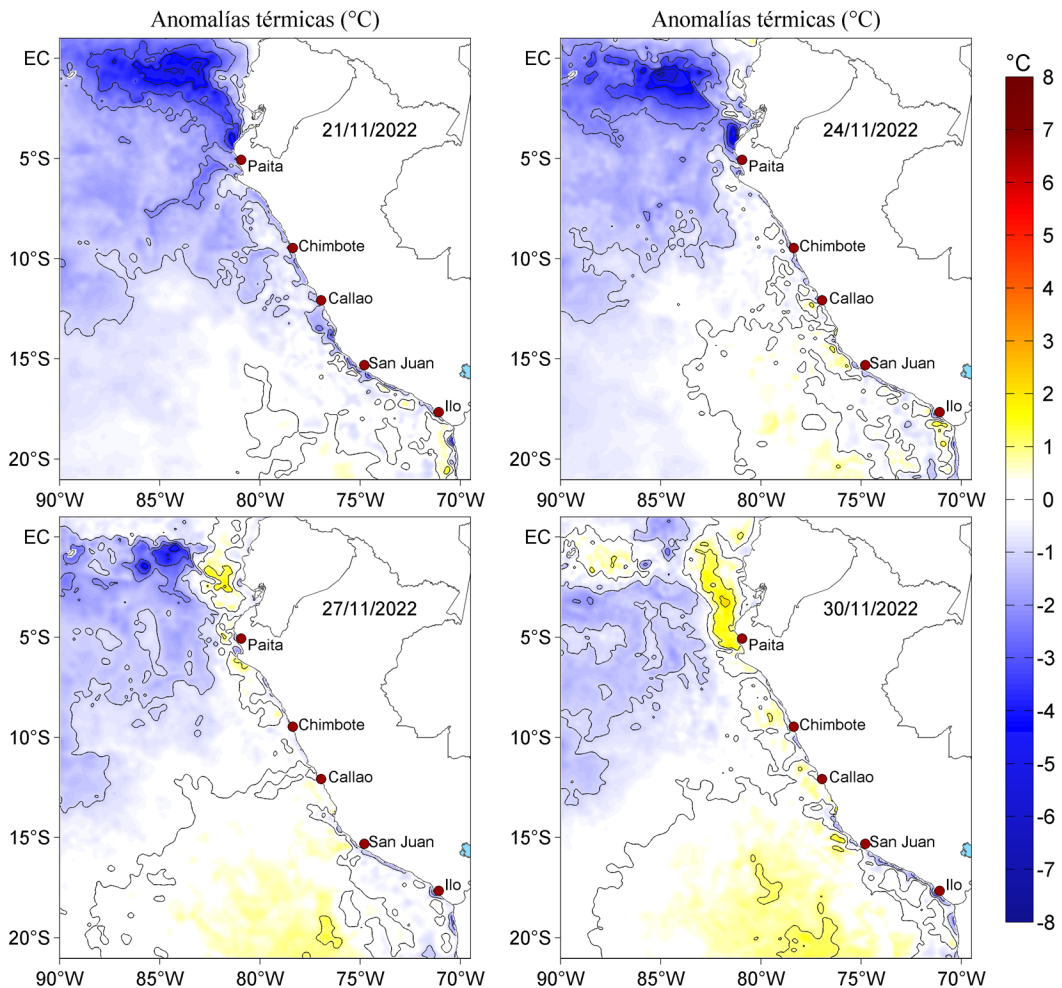 Anomalías térmicas (°C)
Anomalías térmicas (°C)
EC
5°S
10°S
15°S
20°S
90°W
85°W
80°W
75°W
70°W
21/11/2022
Paita
Chimbote
Callao
San Juan
Ilo
EC
5°S
10°S
15°S
20°S
90°W
85°W
80°W
75°W
70°W
24/11/2022
Paita
Chimbote
Callao
San Juan
Ilo
EC
5°S
10°S
15°S
20°S
90°W
85°W
80°W
75°W
70°W
27/11/2022
Paita
Chimbote
Callao
San Juan
Ilo
EC
5°S
10°S
15°S
20°S
90°W
85°W
80°W
75°W
70°W
30/11/2022
Paita
Chimbote
Callao
San Juan
Ilo
°C
8
7
6
5
4
3
2
1
0
-1
-2
-3
-4
-5
-6
-7
-8